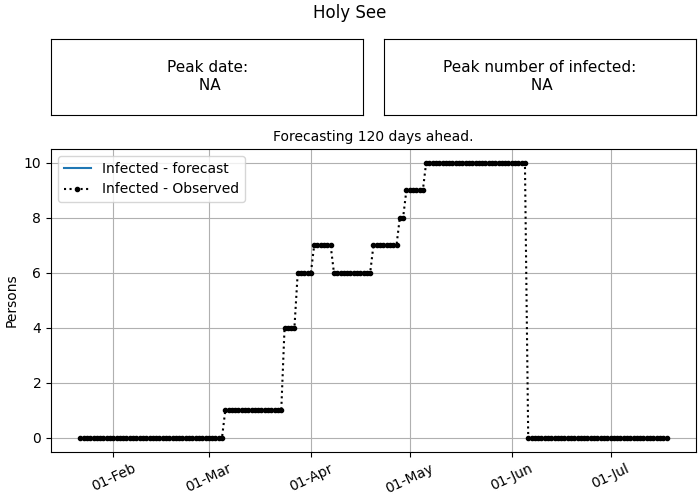 Holy See
Peak date:
NA
Peak number of infected:
NA
Forecasting 120 days ahead.
Infected - forecast
Infected - Observed
Persons
10
8
6
4
2
0
01-Feb
01-Mar
01-Apr
01-May
01-Jun
01-Jul